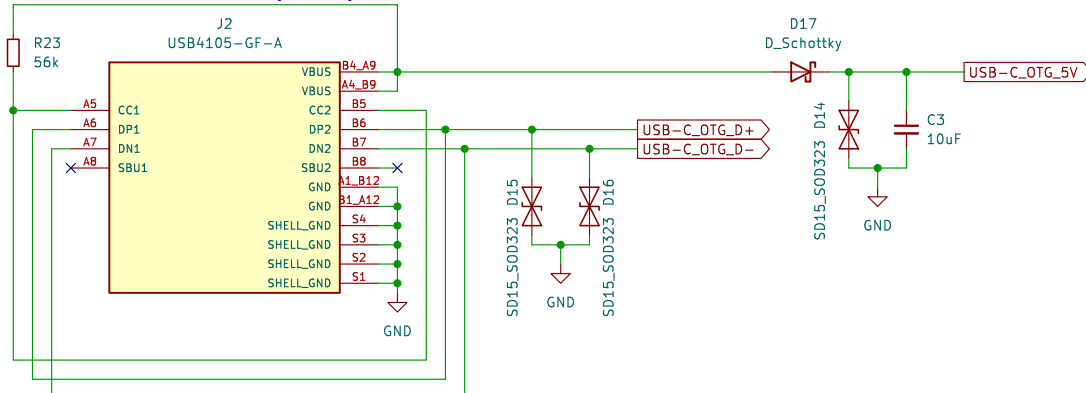 J2
USB4105-GF-A
R23
56k
D17
D_Schottky
VBUS
B4_A9
VBUS
A4_B9
A5
CC1
CC2
B5
A6
DP1
DP2
B6
A7
DN1
DN2
B7
A8
SBU1
SBU2
B8
GND
A1_B12
GND
B1_A12
SHELL_GND
S4
SHELL_GND
S3
SHELL_GND
S2
SHELL_GND
S1
GND
USB-C_OTG_D+
USB-C_OTG_D-
D15
SD15_SOD323
D16
SD15_SOD323
GND
USB-C_OTG_5V
D14
SD15_SOD323
C3
10uF
GND